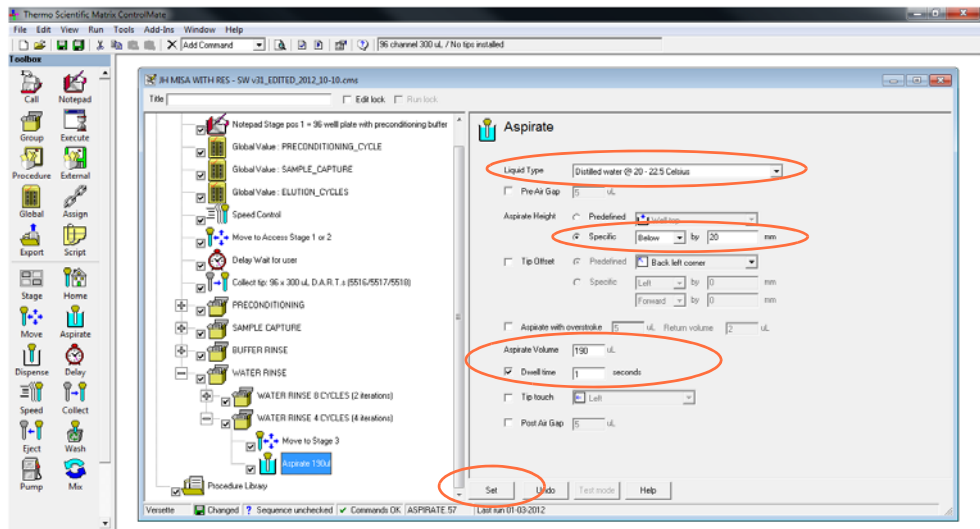 Thermo Scientific Matrix ControlMate
File Edit View Run Tools Add-Ins Window Help
Add Command 96 channel 300 uL / No tips installed
Toolbox
Call Notepad
Group Execute
Procedure External
Global Assign
Export Script
Stage Home
Move Aspirate
Dispense Delay
Speed Collect
Eject Wash
Pump Mix
JH MISA WITH RES - SW v31_EDITED_2012_10-10.cms
Title Edit lock Run lock
Notepad Stage pos 1 = 96 well plate with preconditioning buffer
Global Value : PRECONDITIONING_CYCLE
Global Value : SAMPLE_CAPTURE
Global Value : ELUTION_CYCLES
Speed Control
Move to Access Stage 1 or 2
Delay Wait for user
Collect tip: 96 x 300 uL, D.A.R.T.s (5516/5517/5518)
PRECONDITIONING
SAMPLE CAPTURE
BUFFER RINSE
WATER RINSE
WATER RINSE 8 CYCLES (2 iterations)
WATER RINSE 4 CYCLES (4 iterations)
Move to Stage 3
Aspirate 190ul
Procedure Library
Aspirate
Liquid Type Distilled water @ 20 - 22.5 Celsius
Pre Air Gap 5 uL
Aspirate Height Predefined Well top
Specific Below by 20 mm
Tip Offset Predefined Back left corner
Specific Left by 0 mm
Forward by 0 mm
Aspirate with overstroke 5 uL Return volume 2 uL
Aspirate Volume 190 uL
Dwell time 1 seconds
Tip touch Left
Post Air Gap 5 uL
Set Undo Test mode Help
Versette Changed ? Sequence unchecked Commands OK ASPIRATE.57 Last run 01-03-2012